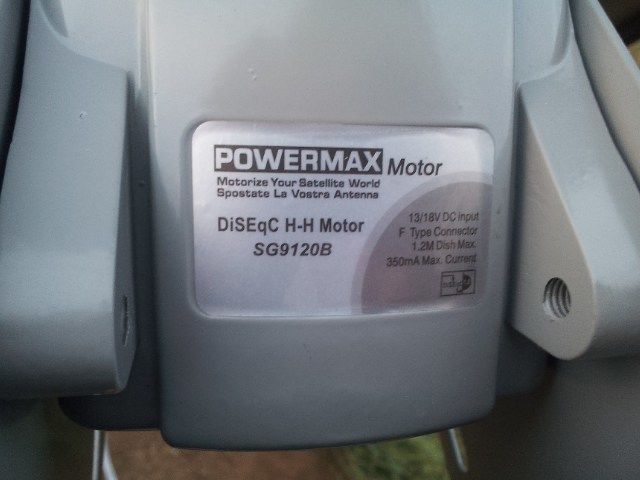 POWERMAX Motor
Motorize Your Satellite World
Spostate La Vostra Antenna
DiSEqC H-H Motor
SG9120B
13/18V DC input
F Type Connector
1.2M Dish Max.
350mA Max. Current